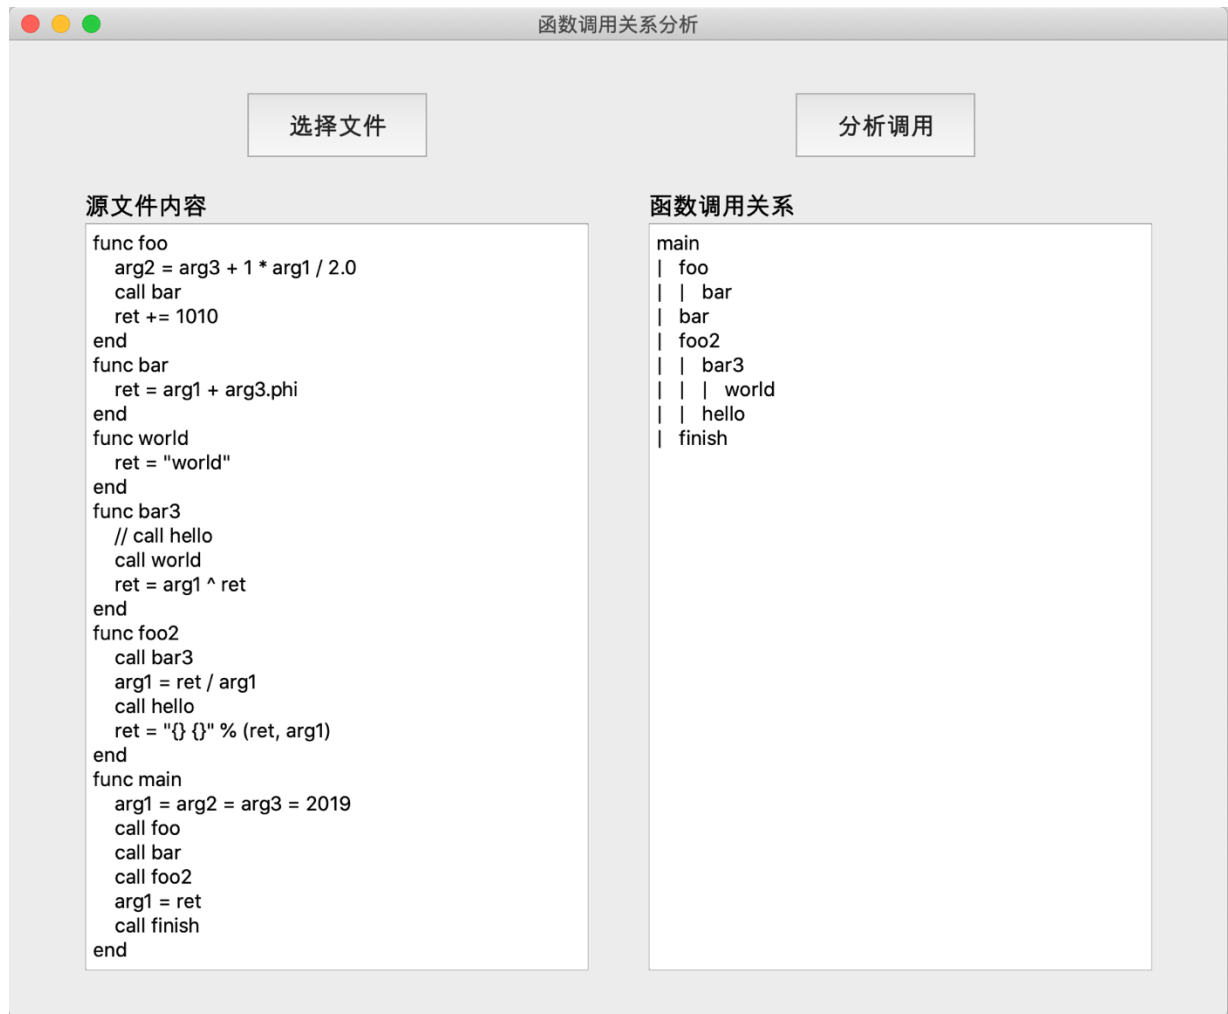 函数调用关系分析
选择文件
分析调用
源文件内容
func foo
    arg2 = arg3 + 1 * arg1 / 2.0
    call bar
    ret += 1010
end
func bar
    ret = arg1 + arg3.phi
end
func world
    ret = "world"
end
func bar3
    // call hello
    call world
    ret = arg1 ^ ret
end
func foo2
    call bar3
    arg1 = ret / arg1
    call hello
    ret = "{} {}" % (ret, arg1)
end
func main
    arg1 = arg2 = arg3 = 2019
    call foo
    call bar
    call foo2
    arg1 = ret
    call finish
end
函数调用关系
main
|   foo
|   |   bar
|   bar
|   foo2
|   |   bar3
|   |   |   world
|   |   hello
|   finish